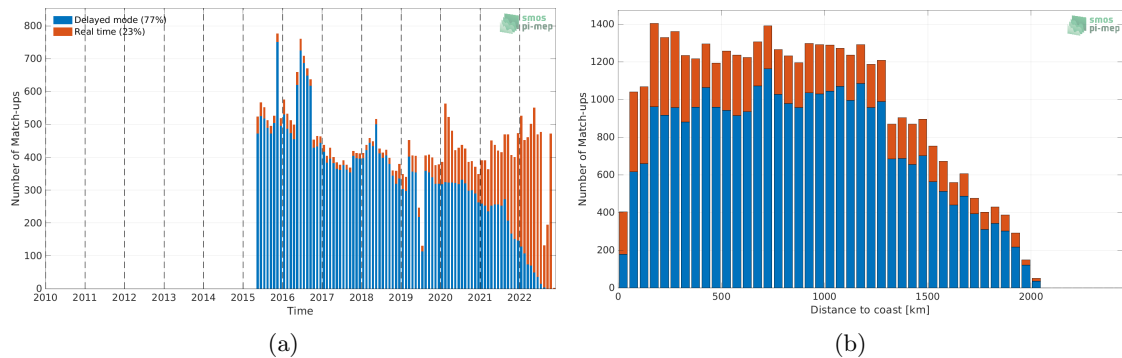 Delayed mode (77%)
Real time (23%)
smos
pi-mep
Number of Match-ups
800
700
600
500
400
300
200
100
0
2010 2011 2012 2013 2014 2015 2016 2017 2018 2019 2020 2021 2022
Time
(a)
smos
pi-mep
Number of Match-ups
1400
1200
1000
800
600
400
200
0
0 500 1000 1500 2000
Distance to coast [km]
(b)